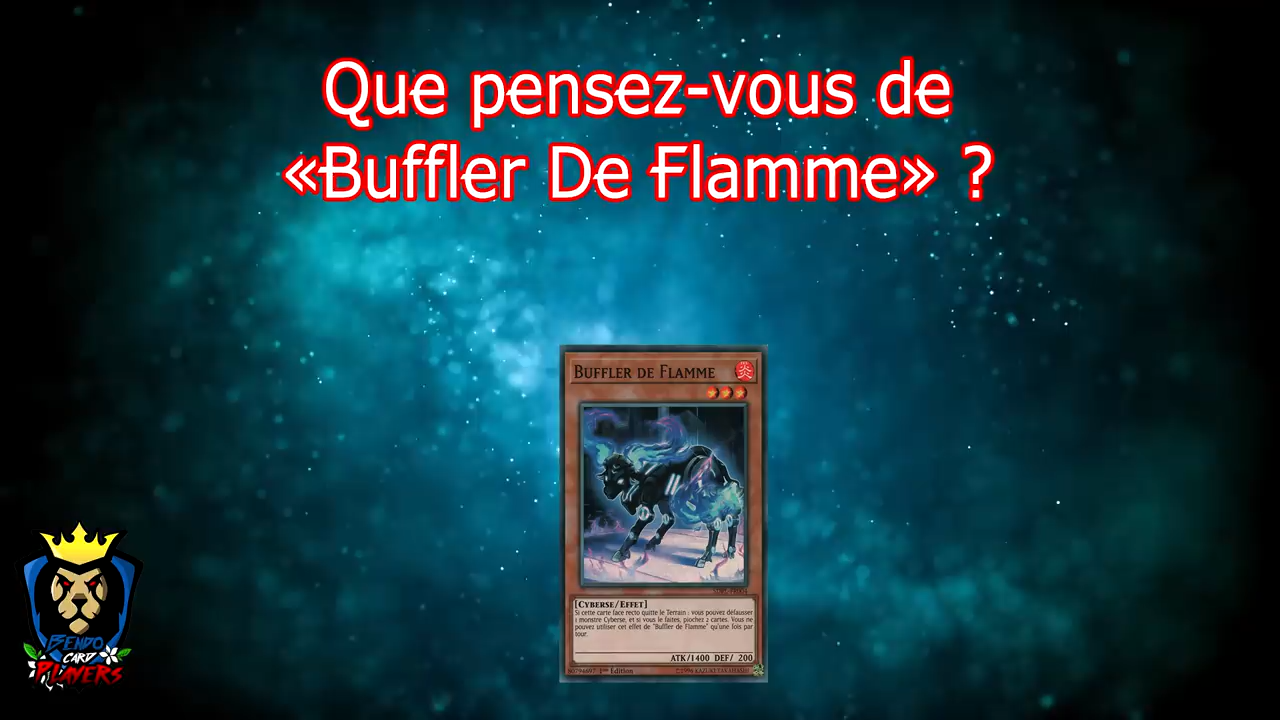 Que pensez-vous de
«Buffler De Flamme» ?
BUFFLER DE FLAMME
[CYBERSE/EFFET]
Si cette carte face recto quitte le Terrain : vous pouvez défausser
1 monstre Cyberse, et si vous le faites, piochez 2 cartes. Vous ne
pouvez utiliser cet effet de "Buffler de Flamme" qu'une fois par
tour.
ATK/1400 DEF/ 200
Edition
BENDO
CARD
PLAYERS